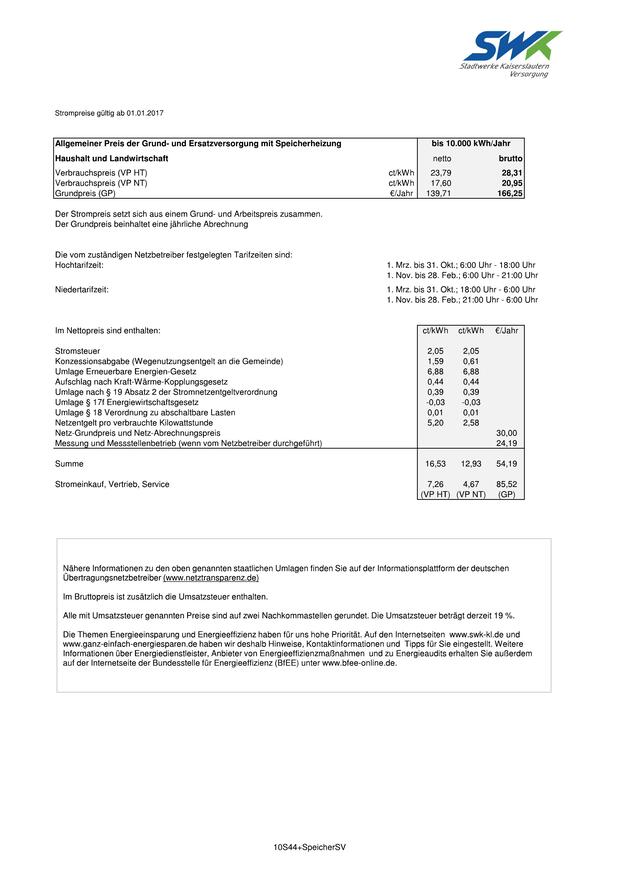 SWK
Stadtwerke Kaiserslautern
Versorgung
Strompreise gültig ab 01.01.2017
Allgemeiner Preis der Grund- und Ersatzversorgung mit Speicherheizung bis 10.000 kWh/Jahr
Haushalt und Landwirtschaft netto brutto
Verbrauchspreis (VP HT) ct/kWh 23,79 28,31
Verbrauchspreis (VP NT) ct/kWh 17,60 20,95
Grundpreis (GP) €/Jahr 139,71 166,25
Der Strompreis setzt sich aus einem Grund- und Arbeitspreis zusammen.
Der Grundpreis beinhaltet eine jährliche Abrechnung
Die vom zuständigen Netzbetreiber festgelegten Tarifzeiten sind:
Hochtarifzeit: 1. Mrz. bis 31. Okt.; 6:00 Uhr - 18:00 Uhr
1. Nov. bis 28. Feb.; 6:00 Uhr - 21:00 Uhr
Niedertarifzeit: 1. Mrz. bis 31. Okt.; 18:00 Uhr - 6:00 Uhr
1. Nov. bis 28. Feb.; 21:00 Uhr - 6:00 Uhr
Im Nettopreis sind enthalten: ct/kWh ct/kWh €/Jahr
Stromsteuer 2,05 2,05
Konzessionsabgabe (Wegenutzungsentgelt an die Gemeinde) 1,59 0,61
Umlage Erneuerbare Energien-Gesetz 6,88 6,88
Aufschlag nach Kraft-Wärme-Kopplungsgesetz 0,44 0,44
Umlage nach § 19 Absatz 2 der Stromnetzentgeltverordnung 0,39 0,39
Umlage § 17f Energiewirtschaftsgesetz -0,03 -0,03
Umlage § 18 Verordnung zu abschaltbare Lasten 0,01 0,01
Netzentgelt pro verbrauchte Kilowattstunde 5,20 2,58
Netz-Grundpreis und Netz-Abrechnungspreis 30,00
Messung und Messstellenbetrieb (wenn vom Netzbetreiber durchgeführt) 24,19
Summe 16,53 12,93 54,19
Stromeinkauf, Vertrieb, Service 7,26 4,67 85,52
(VP HT) (VP NT) (GP)
Nähere Informationen zu den oben genannten staatlichen Umlagen finden Sie auf der Informationsplattform der deutschen
Übertragungsnetzbetreiber (www.netztransparenz.de)
Im Bruttopreis ist zusätzlich die Umsatzsteuer enthalten.
Alle mit Umsatzsteuer genannten Preise sind auf zwei Nachkommastellen gerundet. Die Umsatzsteuer beträgt derzeit 19 %.
Die Themen Energieeinsparung und Energieeffizienz haben für uns hohe Priorität. Auf den Internetseiten www.swk-kl.de und
www.ganz-einfach-energiesparen.de haben wir deshalb Hinweise, Kontaktinformationen und Tipps für Sie eingestellt. Weitere
Informationen über Energiedienstleister, Anbieter von Energieeffizienzmaßnahmen und zu Energieaudits erhalten Sie außerdem
auf der Internetseite der Bundesstelle für Energieeffizienz (BfEE) unter www.bfee-online.de.
10S44+SpeicherSV